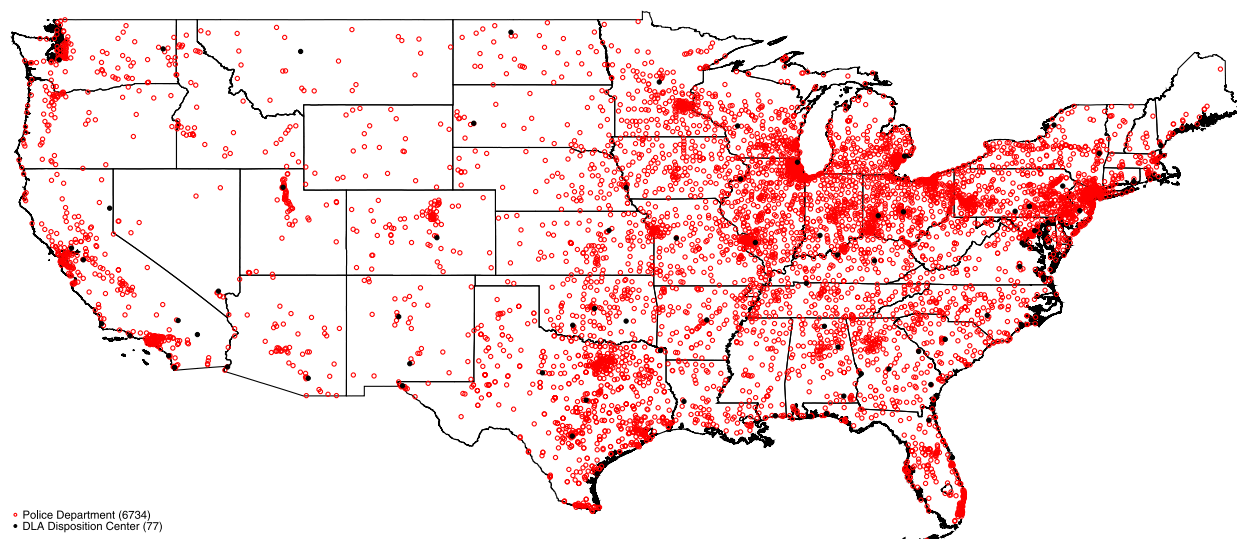 Police Department (6734)
DLA Disposition Center (77)